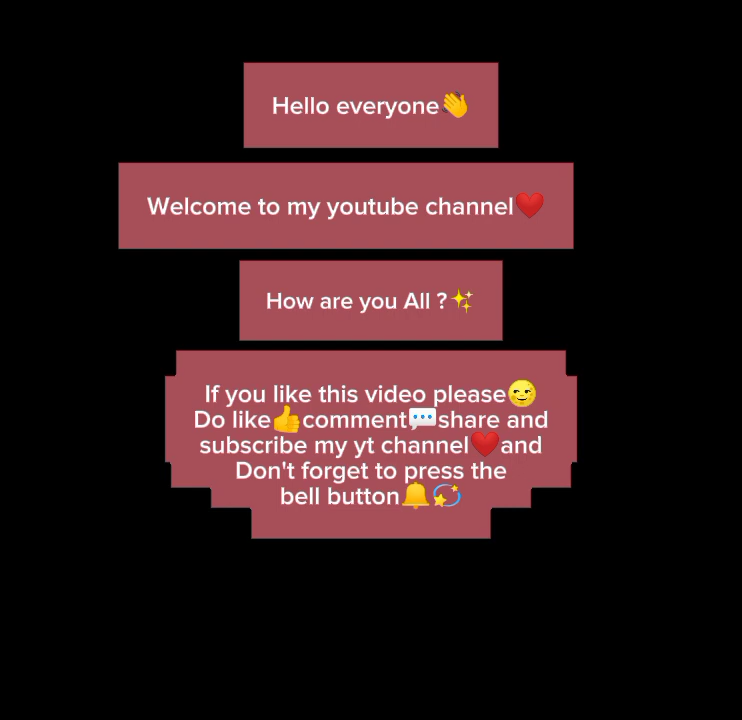 Hello everyone👋
Welcome to my youtube channel❤️
How are you All ?✨
If you like this video please😏
Do like👍comment💬share and
subscribe my yt channel❤️and
Don't forget to press the
bell button🔔💫